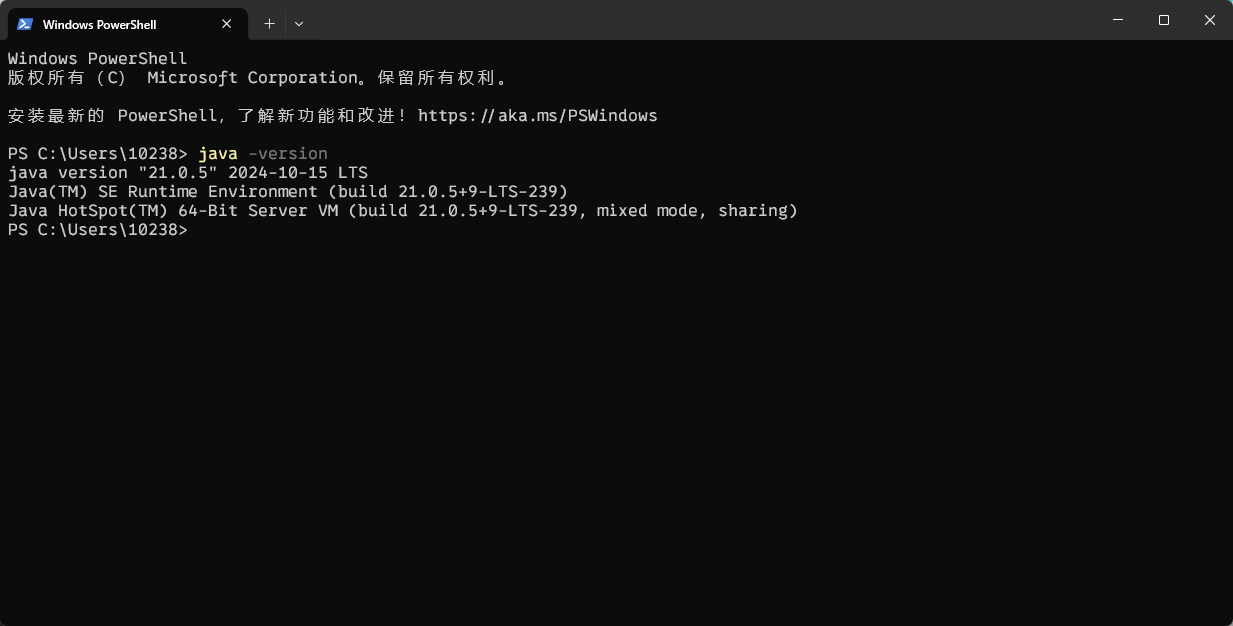 Windows PowerShell
Windows PowerShell
版权所有 (C) Microsoft Corporation。保留所有权利。
安装最新的 PowerShell，了解新功能和改进！https://aka.ms/PSWindows
PS C:\Users\10238> java -version
java version "21.0.5" 2024-10-15 LTS
Java(TM) SE Runtime Environment (build 21.0.5+9-LTS-239)
Java HotSpot(TM) 64-Bit Server VM (build 21.0.5+9-LTS-239, mixed mode, sharing)
PS C:\Users\10238>